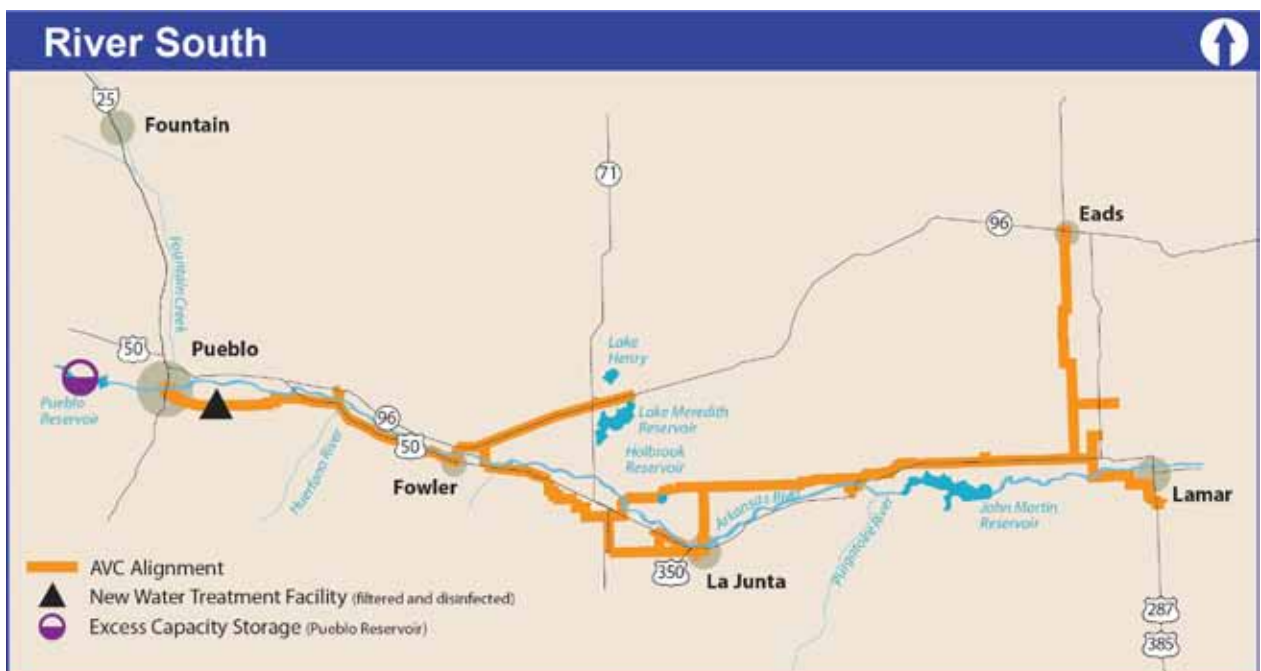 River South
25
Fountain
71
96
Eads
Fountain Creek
50
Pueblo
Lake
Henry
Pueblo
Reservoir
96
50
Lake Meredith
Reservoir
Holbrook
Reservoir
Huerfano River
Fowler
Arkansas River
Lamar
John Martin
Reservoir
Purgatoire River
350
La Junta
AVC Alignment
New Water Treatment Facility (filtered and disinfected)
Excess Capacity Storage (Pueblo Reservoir)
287
385